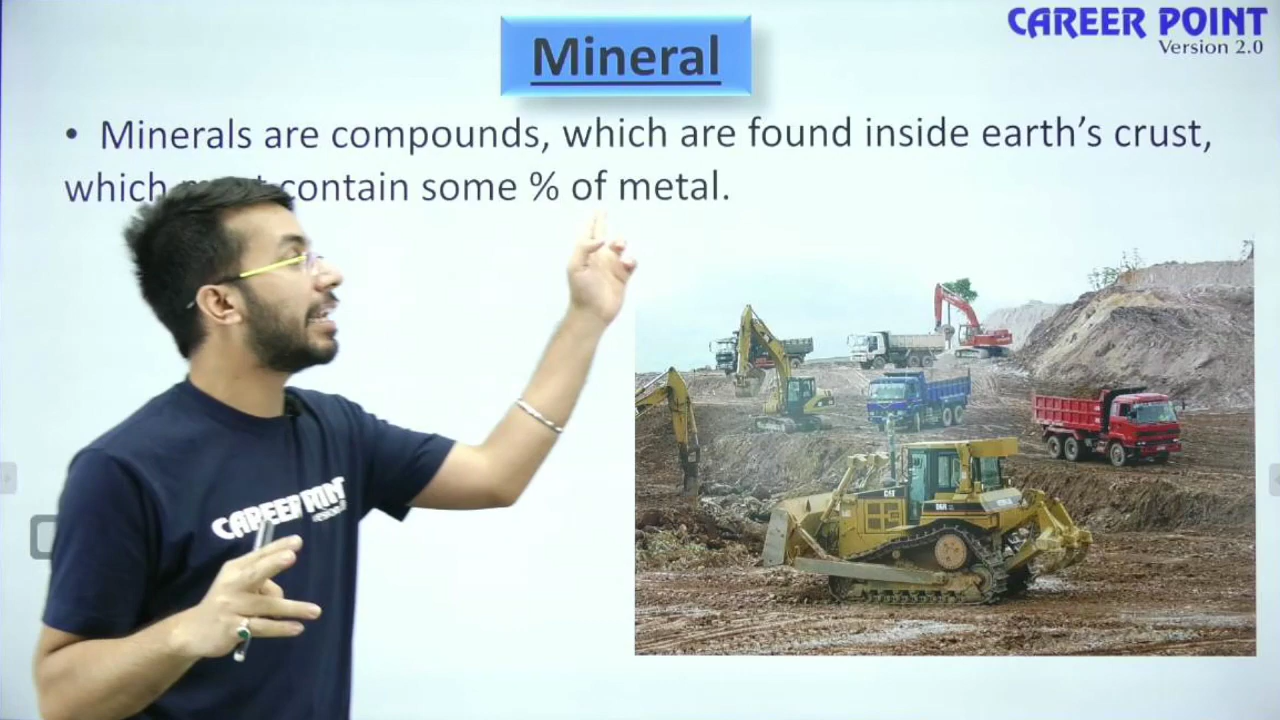 CAREER POINT
Version 2.0
Mineral
• Minerals are compounds, which are found inside earth's crust,
which contain some % of metal.
CAREER POINT
CAT